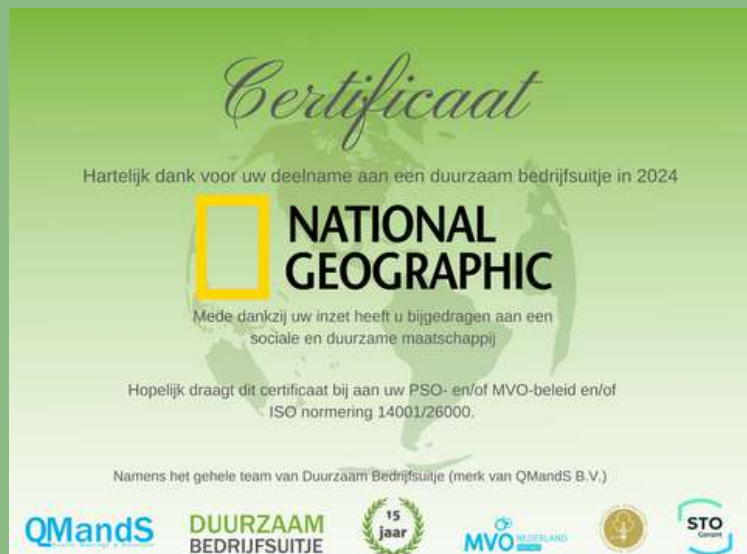 Certificaat
Hartelijk dank voor uw deelname aan een duurzaam bedrijfsuitje in 2024
NATIONAL
GEOGRAPHIC
Mede dankzij uw inzet heeft u bijgedragen aan een
sociale en duurzame maatschappij
Hopelijk draagt dit certificaat bij aan uw PSO- en/of MVO-beleid en/of
ISO normering 14001/26000.
Namens het gehele team van Duurzaam Bedrijfsuitje (merk van QMandS B.V.)
QMandS
DUURZAAM
BEDRIJFSUITJE
15
jaar
MVO NEDERLAND
PARTNER
STO
Garant